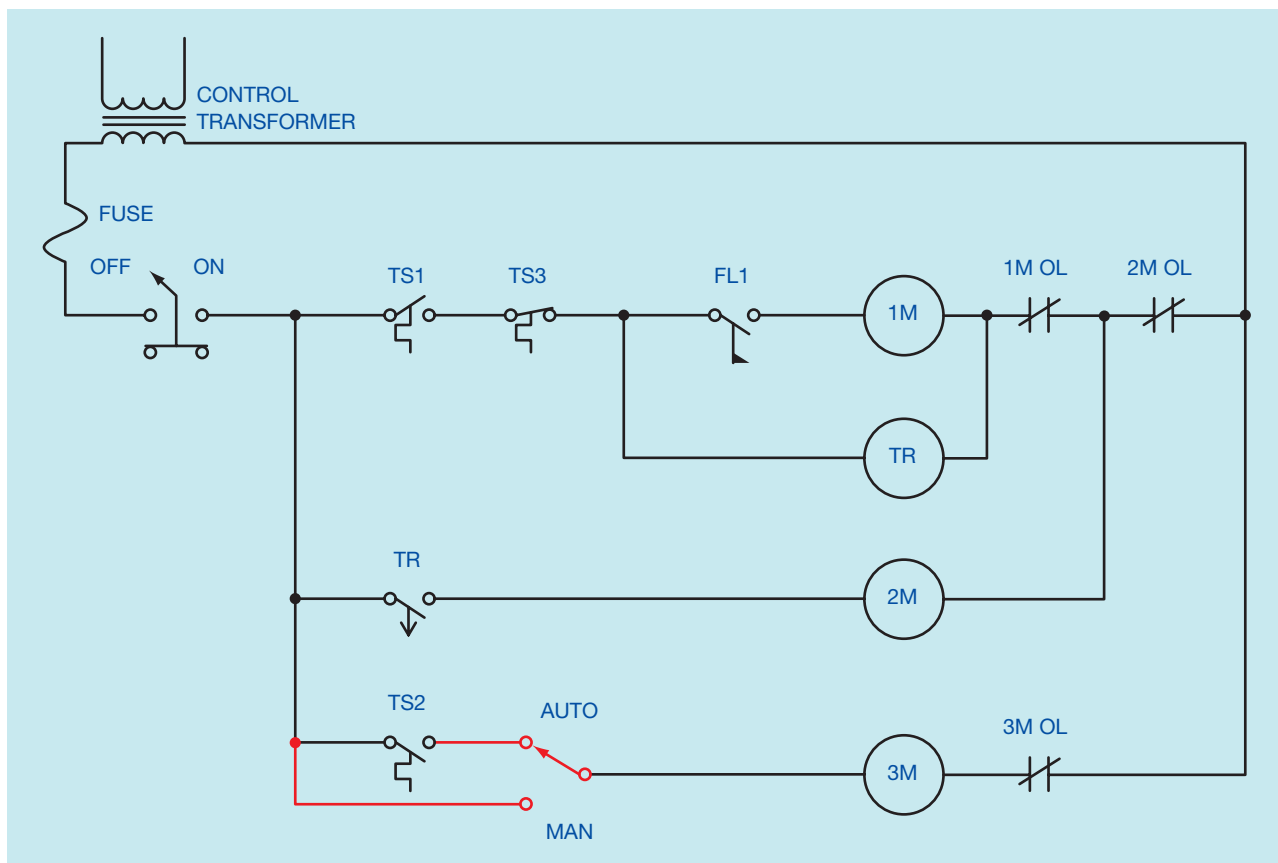 CONTROL
TRANSFORMER
FUSE
OFF ON
TS1 TS3 FL1 1M OL 2M OL
1M
TR
TR
2M
TS2 AUTO 3M OL
3M
MAN